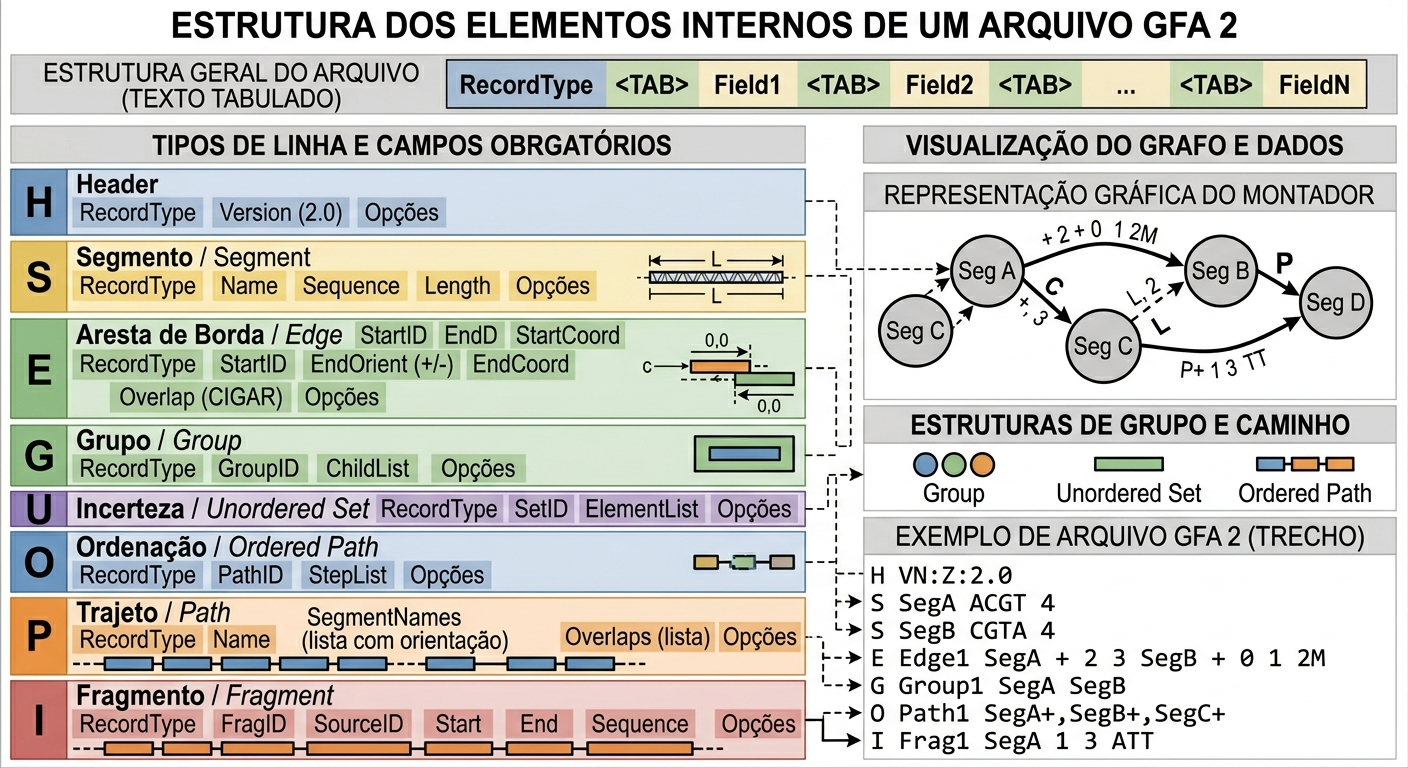 ESTRUTURA DOS ELEMENTOS INTERNOS DE UM ARQUIVO GFA 2
ESTRUTURA GERAL DO ARQUIVO
(TEXTO TABULADO)
RecordType <TAB> Field1 <TAB> Field2 <TAB> ... <TAB> FieldN
TIPOS DE LINHA E CAMPOS OBRGATÓRIOS
H
Header
RecordType Version (2.0) Opções
S
Segmento / Segment
RecordType Name Sequence Length Opções
L
L
E
Aresta de Borda / Edge StartID EndD StartCoord
RecordType StartID EndOrient (+/-) EndCoord
Overlap (CIGAR) Opções
0,0
c
0,0
G
Grupo / Group
RecordType GroupID ChildList Opções
U
Incerteza / Unordered Set RecordType SetID ElementList Opções
O
Ordenação / Ordered Path
RecordType PathID StepList Opções
P
Trajeto / Path
RecordType Name
SegmentNames
(lista com orientação)
Overlaps (lista) Opções
I
Fragmento / Fragment
RecordType FragID SourceID Start End Sequence Opções
VISUALIZAÇÃO DO GRAFO E DADOS
REPRESENTAÇÃO GRÁFICA DO MONTADOR
+ 2 + 0 1 2M
Seg A
Seg B
P
C
L, 2
Seg D
+, 3
L
Seg C
Seg C
P+ 1 3 TT
ESTRUTURAS DE GRUPO E CAMINHO
Group
Unordered Set
Ordered Path
EXEMPLO DE ARQUIVO GFA 2 (TRECHO)
H VN:Z:2.0
S SegA ACGT 4
S SegB CGTA 4
E Edge1 SegA + 2 3 SegB + 0 1 2M
G Group1 SegA SegB
O Path1 SegA+,SegB+,SegC+
I Frag1 SegA 1 3 ATT